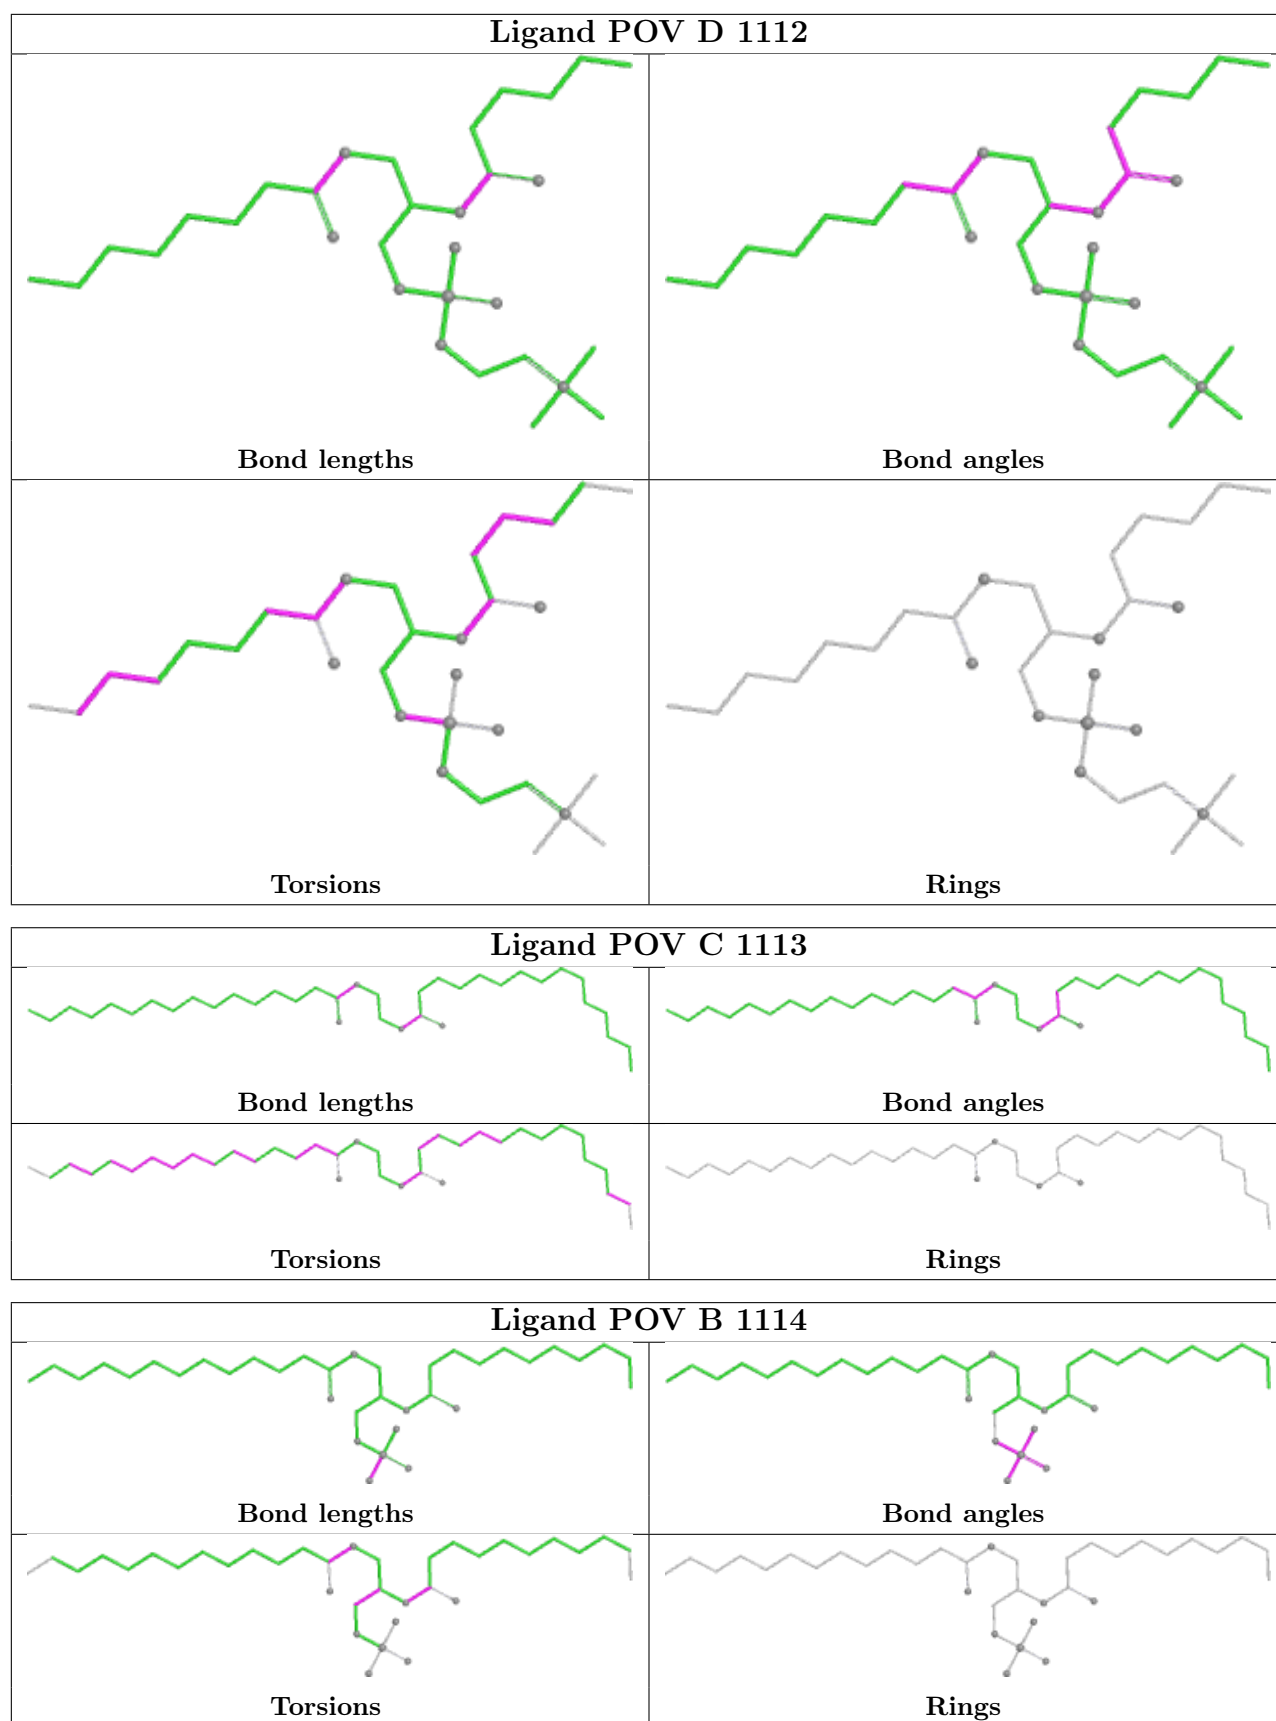 Ligand POV D 1112
Bond lengths
Bond angles
Torsions
Rings
Ligand POV C 1113
Bond lengths
Bond angles
Torsions
Rings
Ligand POV B 1114
Bond lengths
Bond angles
Torsions
Rings